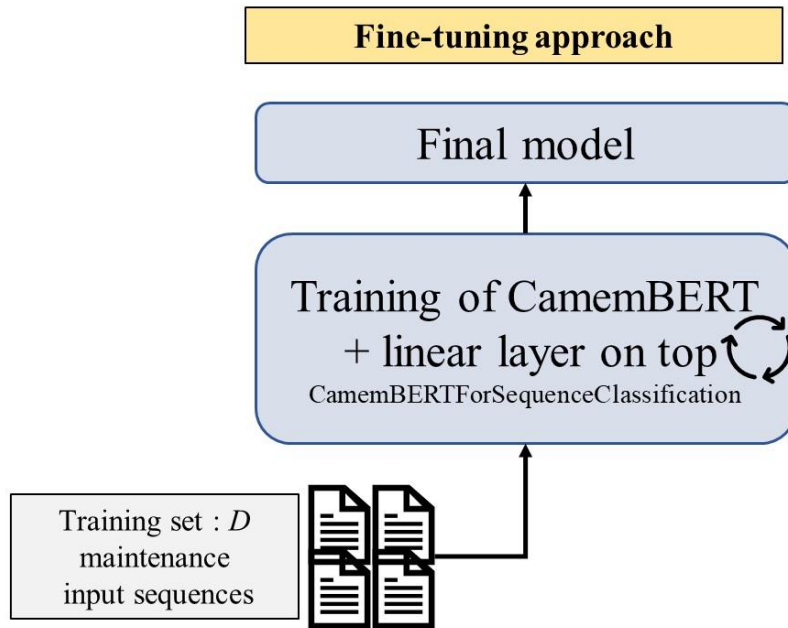 Fine-tuning approach
Final model
Training of CamemBERT
+ linear layer on top
CamemBERTForSequenceClassification
Training set : D
maintenance
input sequences